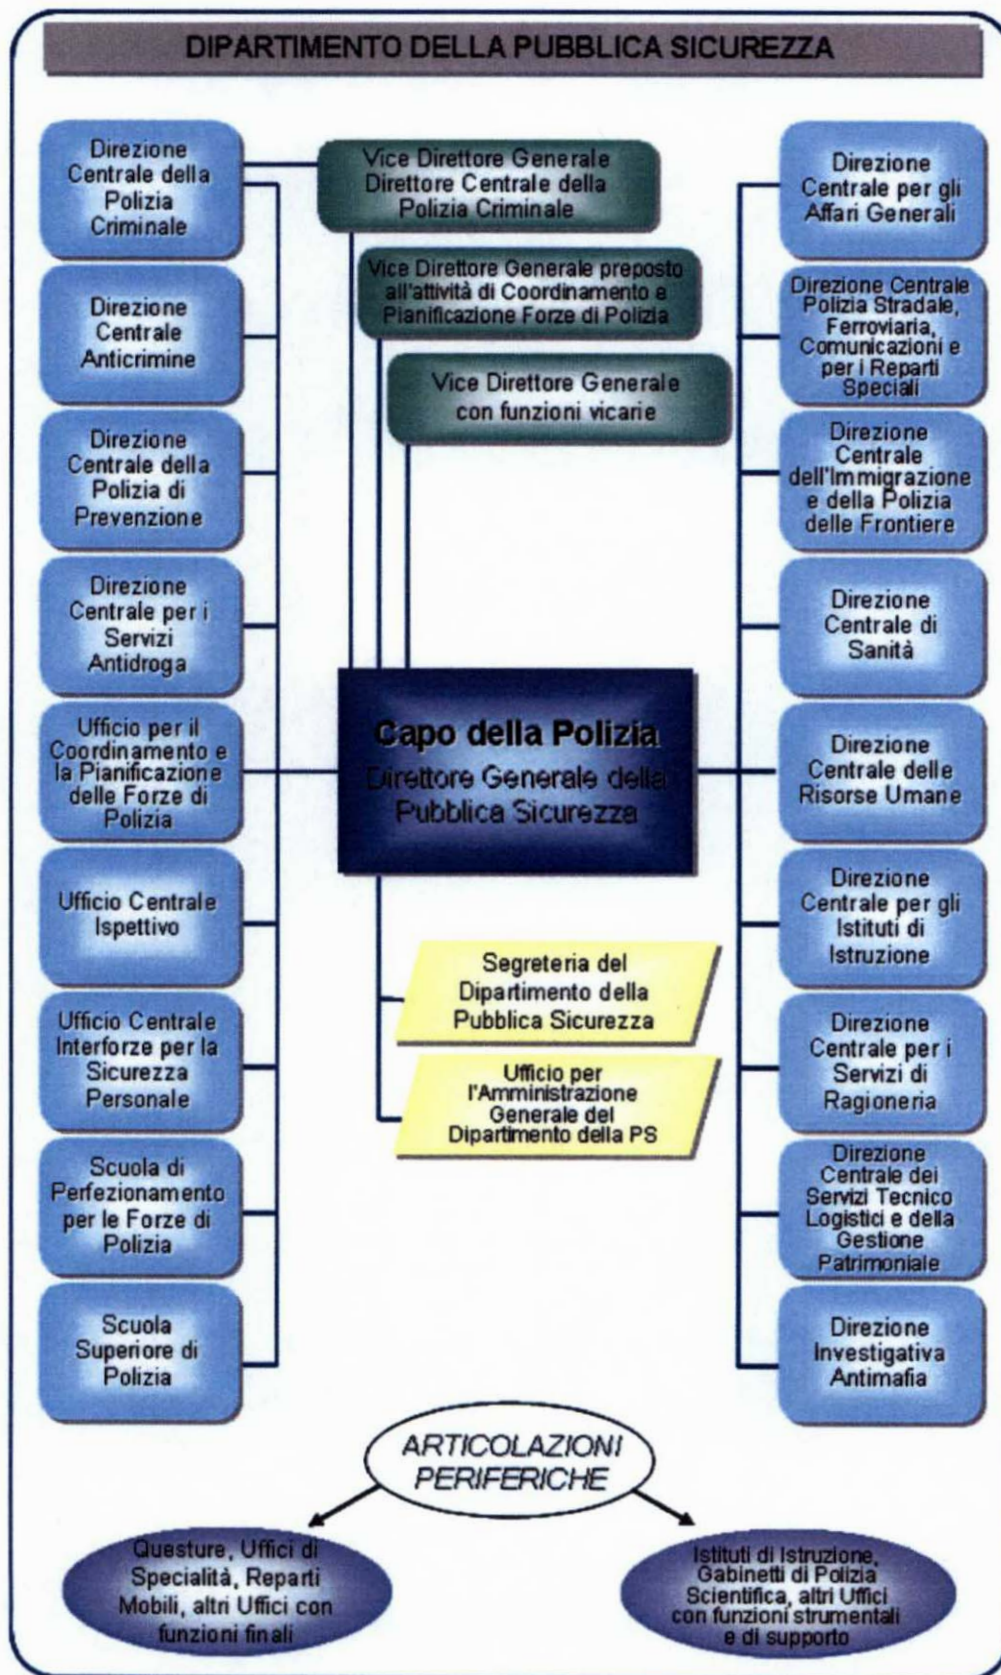 DIPARTIMENTO DELLA PUBBLICA SICUREZZA
Direzione
Centrale della
Polizia
Criminale
Direzione
Centrale
Anticrimine
Direzione
Centrale della
Polizia di
Prevenzione
Direzione
Centrale per i
Servizi
Antidroga
Ufficio per il
Coordinamento e
la Pianificazione
delle Forze di
Polizia
Ufficio Centrale
Ispettivo
Ufficio Centrale
Interforze per la
Sicurezza
Personale
Scuola di
Perfezionamento
per le Forze di
Polizia
Scuola
Superiore di
Polizia
Vice Direttore Generale
Direttore Centrale della
Polizia Criminale
Vice Direttore Generale preposto
all'attività di Coordinamento e
Pianificazione Forze di Polizia
Vice Direttore Generale
con funzioni vicarie
Capo della Polizia
Direttore Generale della
Pubblica Sicurezza
Segreteria del
Dipartimento della
Pubblica Sicurezza
Ufficio per
l'Amministrazione
Generale del
Dipartimento della PS
Direzione
Centrale per gli
Affari Generali
Direzione Centrale
Polizia Stradale,
Ferroviaria,
Comunicazioni e
per i Reparti
Speciali
Direzione
Centrale
dell'Immigrazione
e della Polizia
delle Frontiere
Direzione
Centrale di
Sanità
Direzione
Centrale delle
Risorse Umane
Direzione
Centrale per gli
Istituti di
Istruzione
Direzione
Centrale per i
Servizi di
Ragioneria
Direzione
Centrale dei
Servizi Tecnico
Logistici e della
Gestione
Patrimoniale
Direzione
Investigativa
Antimafia
ARTICOLAZIONI
PERIFERICHE
Questure, Uffici di
Specialità, Reparti
Mobili, altri Uffici con
funzioni finali
Istituti di Istruzione,
Gabinetti di Polizia
Scientifica, altri Uffici
con funzioni strumentali
e di supporto